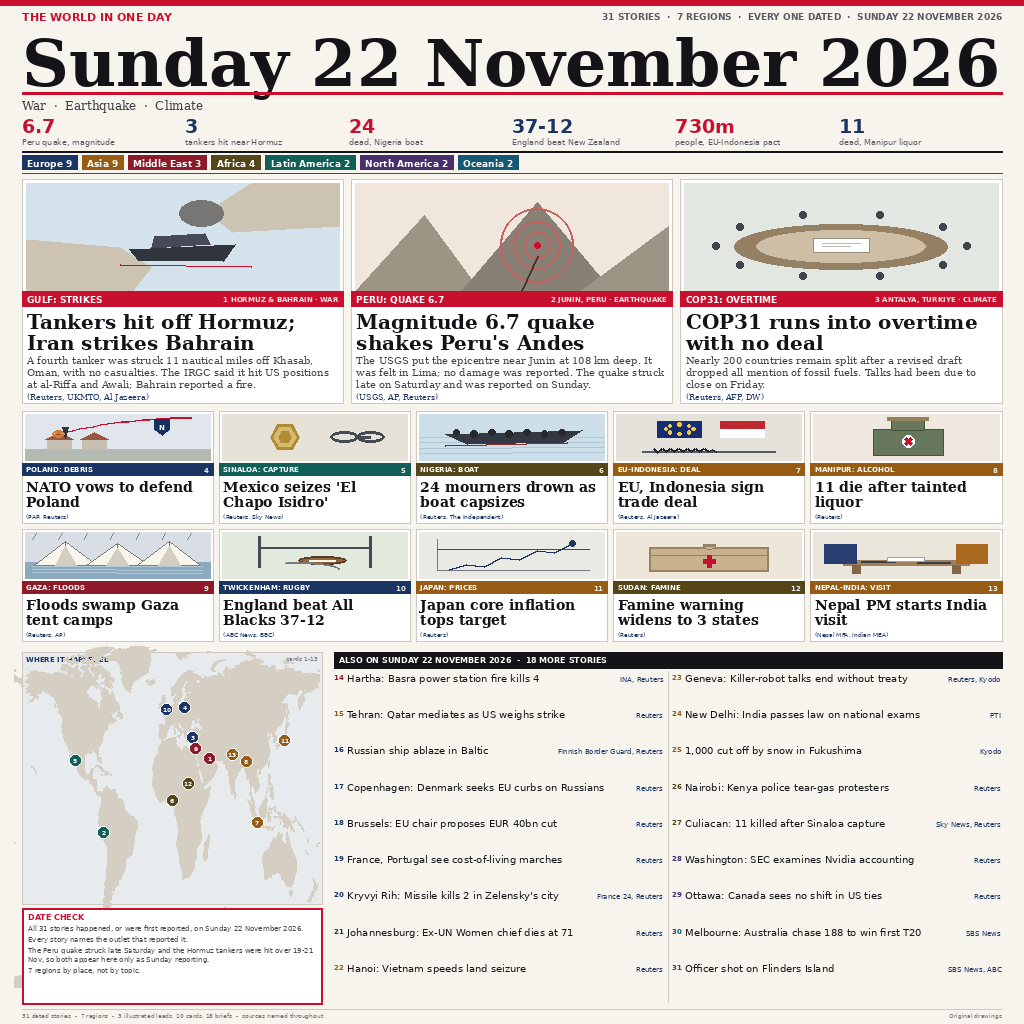 THE WORLD IN ONE DAY
31 STORIES · 7 REGIONS · EVERY ONE DATED · SUNDAY 22 NOVEMBER 2026
Sunday 22 November 2026
War · Earthquake · Climate
6.7
Peru quake, magnitude
3
tankers hit near Hormuz
24
dead, Nigeria boat
37-12
England beat New Zealand
730m
people, EU-Indonesia pact
11
dead, Manipur liquor
Europe 9
Asia 9
Middle East 3
Africa 4
Latin America 2
North America 2
Oceania 2
GULF: STRIKES
1 HORMUZ & BAHRAIN · WAR
Tankers hit off Hormuz;
Iran strikes Bahrain
A fourth tanker was struck 11 nautical miles off Khasab,
Oman, with no casualties. The IRGC said it hit US positions
at al-Riffa and Awali; Bahrain reported a fire.
(Reuters, UKMTO, Al Jazeera)
PERU: QUAKE 6.7
2 JUNIN, PERU · EARTHQUAKE
Magnitude 6.7 quake
shakes Peru's Andes
The USGS put the epicentre near Junin at 108 km deep. It
was felt in Lima; no damage was reported. The quake struck
late on Saturday and was reported on Sunday.
(USGS, AP, Reuters)
COP31: OVERTIME
3 ANTALYA, TURKIYE · CLIMATE
COP31 runs into overtime
with no deal
Nearly 200 countries remain split after a revised draft
dropped all mention of fossil fuels. Talks had been due to
close on Friday.
(Reuters, AFP, DW)
N
POLAND: DEBRIS 4
NATO vows to defend
Poland
(PAP, Reuters)
SINALOA: CAPTURE 5
Mexico seizes 'El
Chapo Isidro'
(Reuters, Sky News)
NIGERIA: BOAT 6
24 mourners drown as
boat capsizes
(Reuters, The Independent)
EU-INDONESIA: DEAL 7
EU, Indonesia sign
trade deal
(Reuters, Al Jazeera)
MANIPUR: ALCOHOL 8
11 die after tainted
liquor
(Reuters)
GAZA: FLOODS 9
Floods swamp Gaza
tent camps
(Reuters, AP)
TWICKENHAM: RUGBY 10
England beat All
Blacks 37-12
(ABC News, BBC)
JAPAN: PRICES 11
Japan core inflation
tops target
(Reuters)
SUDAN: FAMINE 12
Famine warning
widens to 3 states
(Reuters)
NEPAL-INDIA: VISIT 13
Nepal PM starts India
visit
(Nepal MFA, Indian MEA)
cards 1-13
10
4
3
9
1
13
8
11
5
12
6
7
2
DATE CHECK
All 31 stories happened, or were first reported, on Sunday 22 November 2026.
Every story names the outlet that reported it.
The Peru quake struck late Saturday and the Hormuz tankers were hit over 19-21
Nov, so both appear here only as Sunday reporting.
7 regions by place, not by topic.
ALSO ON SUNDAY 22 NOVEMBER 2026 - 18 MORE STORIES
14 Hartha: Basra power station fire kills 4 INA, Reuters
15 Tehran: Qatar mediates as US weighs strike Reuters
16 Russian ship ablaze in Baltic Finnish Border Guard, Reuters
17 Copenhagen: Denmark seeks EU curbs on Russians Reuters
18 Brussels: EU chair proposes EUR 40bn cut Reuters
19 France, Portugal see cost-of-living marches Reuters
20 Kryvyi Rih: Missile kills 2 in Zelensky's city France 24, Reuters
21 Johannesburg: Ex-UN Women chief dies at 71 Reuters
22 Hanoi: Vietnam speeds land seizure Reuters
23 Geneva: Killer-robot talks end without treaty Reuters, Kyodo
24 New Delhi: India passes law on national exams PTI
25 1,000 cut off by snow in Fukushima Kyodo
26 Nairobi: Kenya police tear-gas protesters Reuters
27 Culiacan: 11 killed after Sinaloa capture Sky News, Reuters
28 Washington: SEC examines Nvidia accounting Reuters
29 Ottawa: Canada sees no shift in US ties Reuters
30 Melbourne: Australia chase 188 to win first T20 SBS News
31 Officer shot on Flinders Island SBS News, ABC
31 dated stories · 7 regions · 3 illustrated leads, 10 cards, 18 briefs · sources named throughout
Original drawings